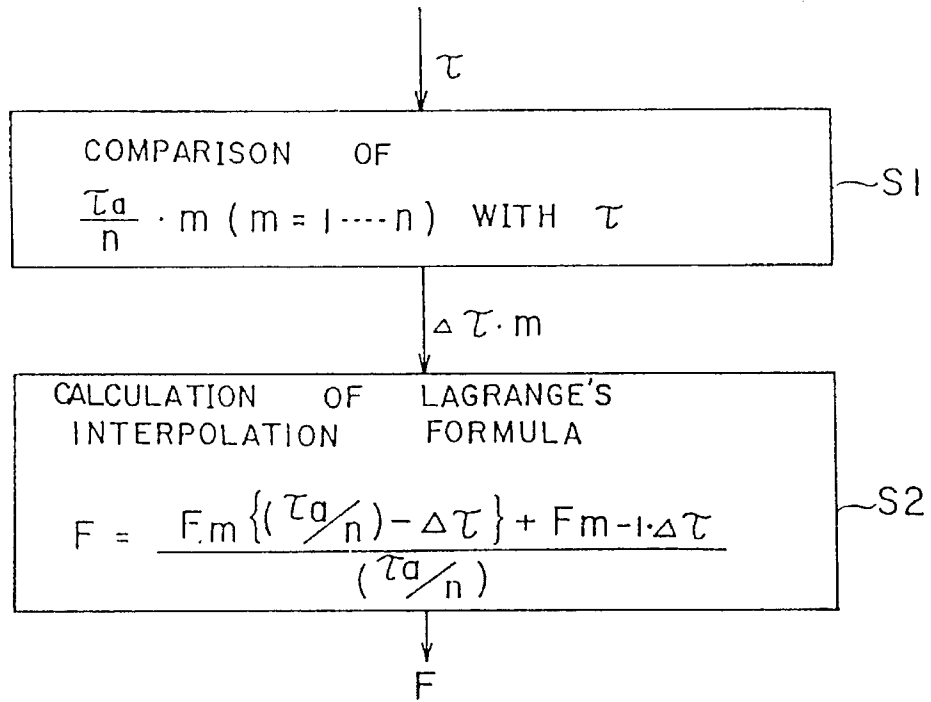 τ
COMPARISON OF
τa/n · m ( m = 1 ---- n ) WITH τ
S1
Δτ·m
CALCULATION OF LAGRANGE'S
INTERPOLATION FORMULA
F = F.m {(τa/n) - Δτ} + Fm-1·Δτ
(τa/n)
S2
F